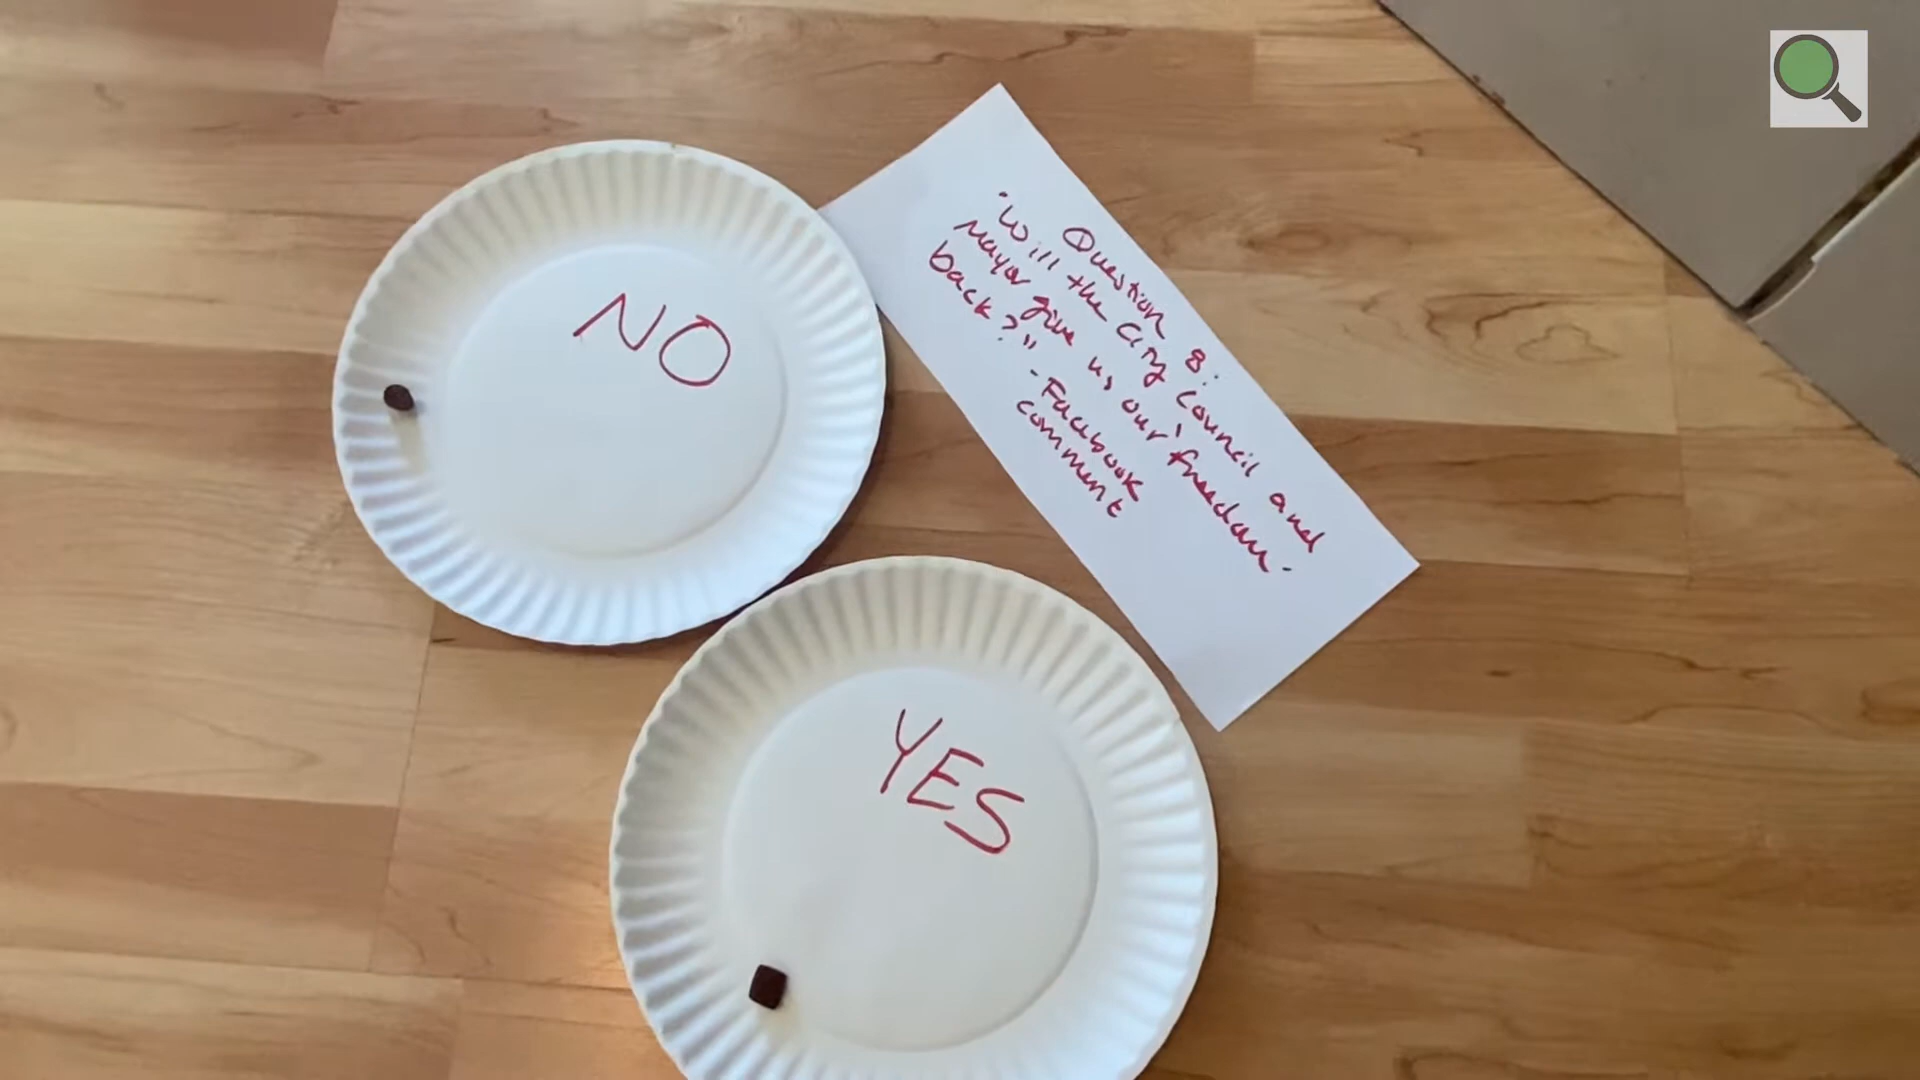 NO
Question 8:
"Will the City Council and
Mayor give us our 'freedom'
back?"
- Facebook
comment
YES